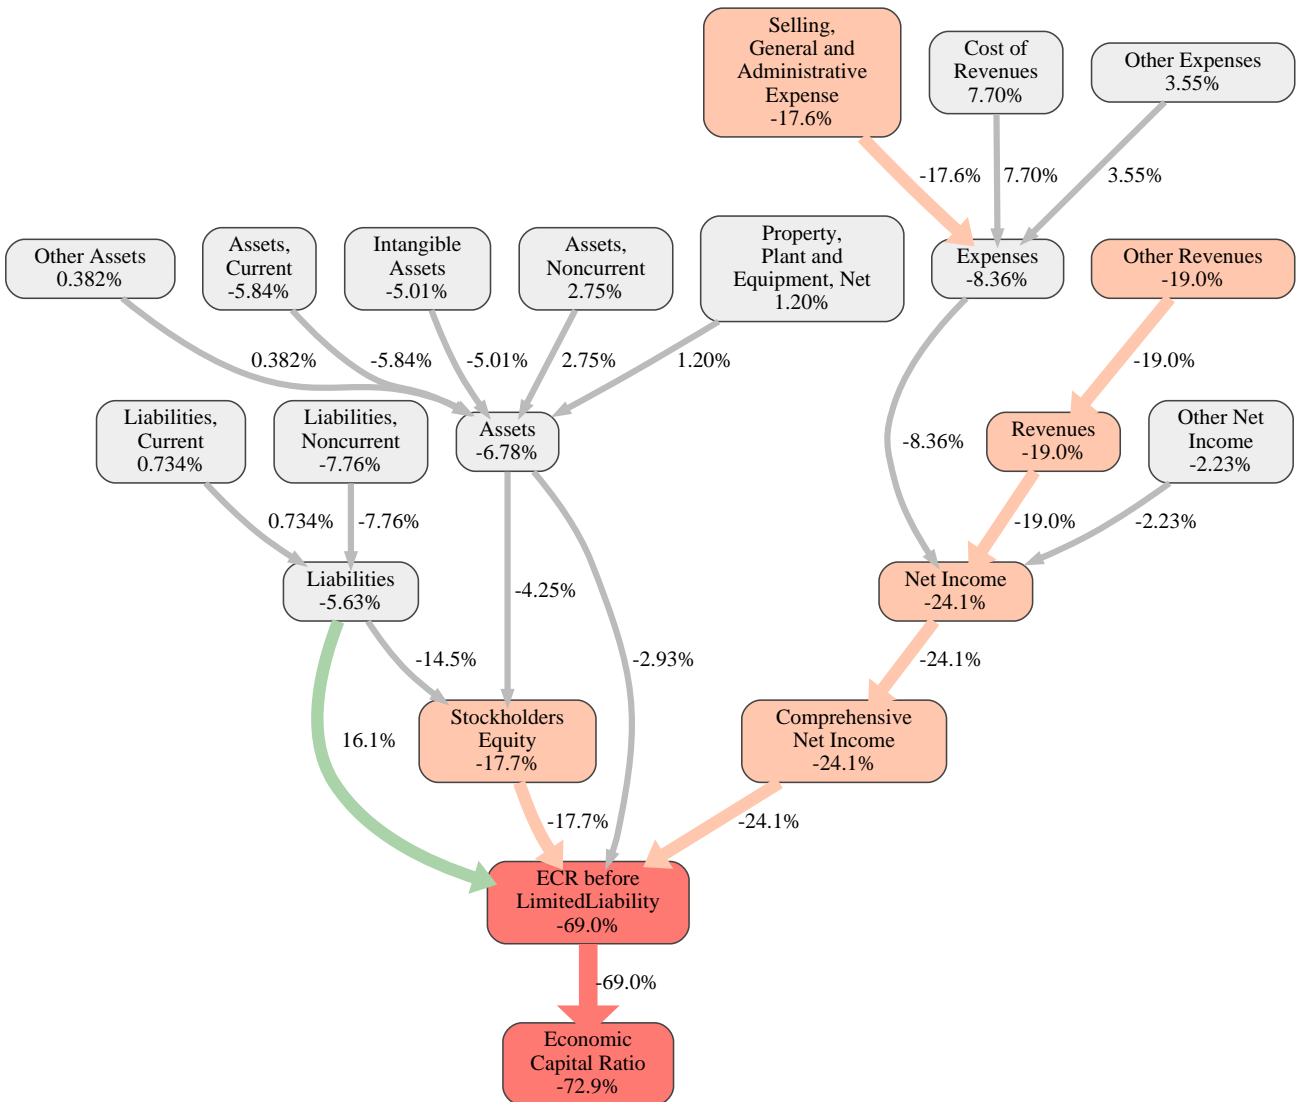 Selling,
General and
Administrative
Expense
-17.6%
Cost of
Revenues
7.70%
Other Expenses
3.55%
-17.6%
7.70%
3.55%
Other Assets
0.382%
Assets,
Current
-5.84%
Intangible
Assets
-5.01%
Assets,
Noncurrent
2.75%
Property,
Plant and
Equipment, Net
1.20%
Expenses
-8.36%
Other Revenues
-19.0%
0.382%
-5.84%
-5.01%
2.75%
1.20%
-19.0%
Liabilities,
Current
0.734%
Liabilities,
Noncurrent
-7.76%
Assets
-6.78%
-8.36%
Revenues
-19.0%
Other Net
Income
-2.23%
0.734%
-7.76%
-19.0%
-2.23%
Liabilities
-5.63%
-4.25%
Net Income
-24.1%
-14.5%
-2.93%
-24.1%
16.1%
Stockholders
Equity
-17.7%
Comprehensive
Net Income
-24.1%
-17.7%
-24.1%
ECR before
LimitedLiability
-69.0%
-69.0%
Economic
Capital Ratio
-72.9%